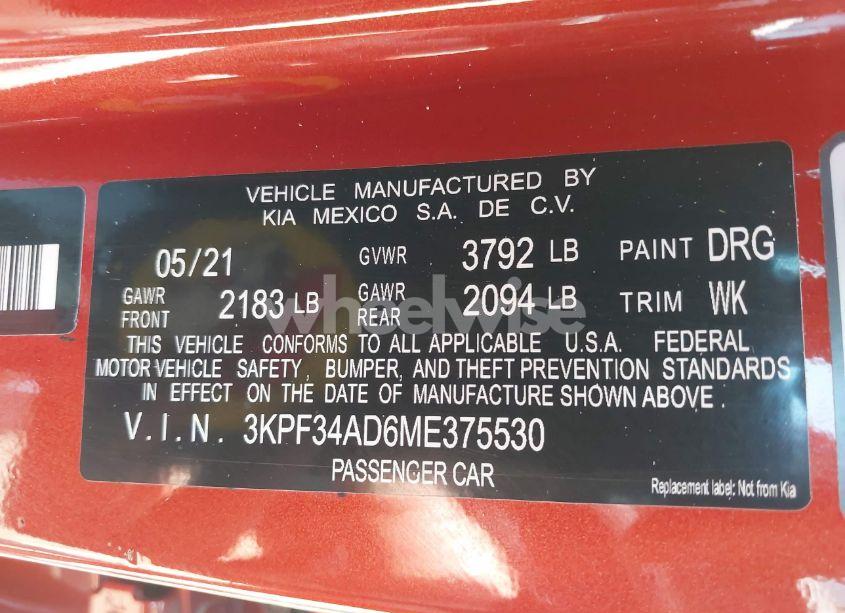 VEHICLE MANUFACTURED BY
KIA MEXICO S.A. DE C.V.
05/21 GVWR 3792 LB PAINT DRG
GAWR FRONT 2183 LB GAWR REAR 2094 LB TRIM WK
THIS VEHICLE CONFORMS TO ALL APPLICABLE U.S.A. FEDERAL
MOTOR VEHICLE SAFETY, BUMPER, AND THEFT PREVENTION STANDARDS
IN EFFECT ON THE DATE OF MANUFACTURE SHOWN ABOVE.
V.I.N. 3KPF34AD6ME375530
PASSENGER CAR
Replacement label: Not from Kia
wheelwise